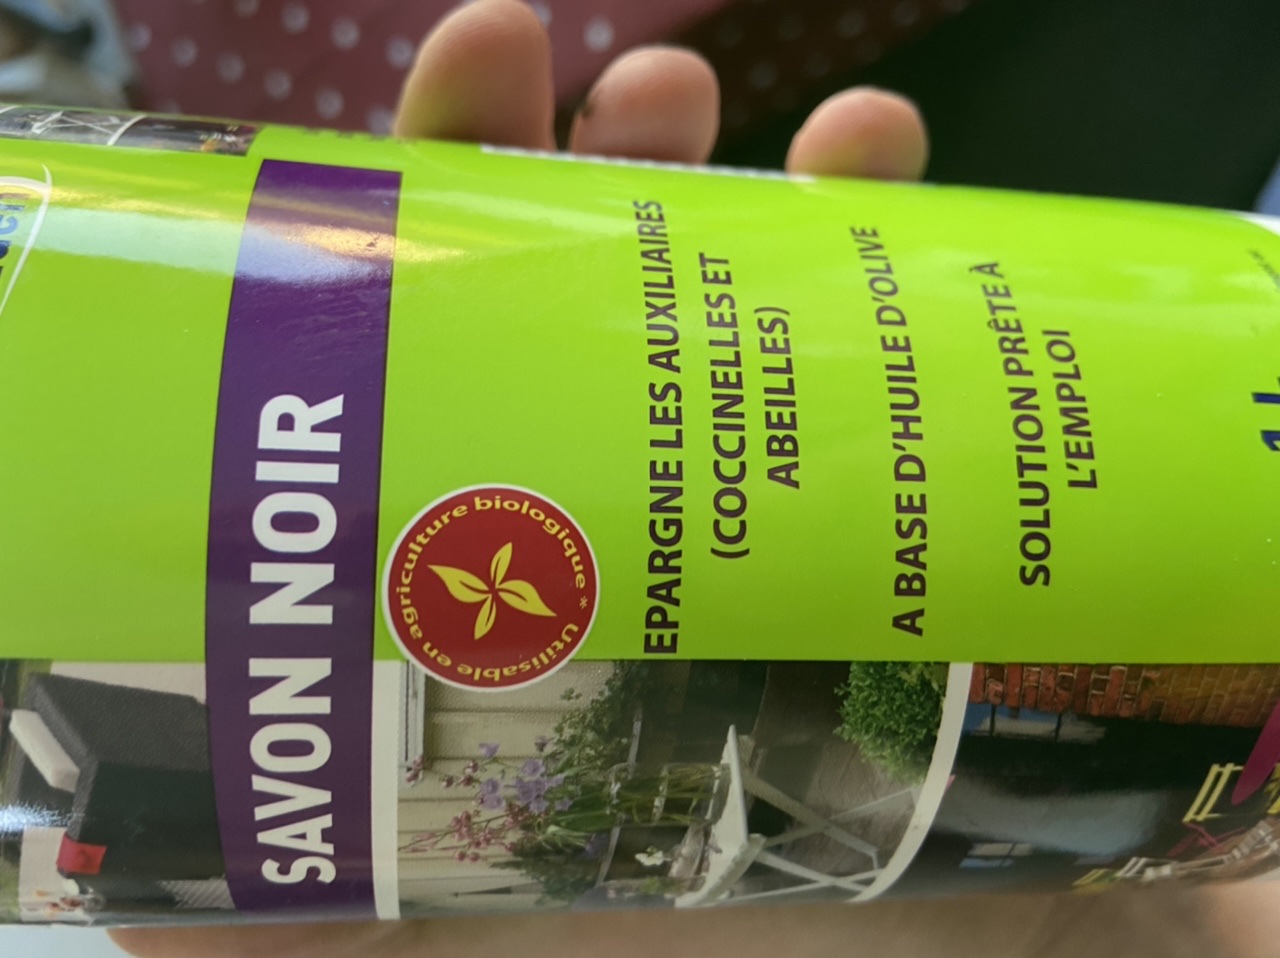 SAVON NOIR
Utilisable en agriculture biologique *
EPARGNE LES AUXILIAIRES
(COCCINELLES ET
ABEILLES)
A BASE D'HUILE D'OLIVE
SOLUTION PRÊTE À
L'EMPLOI